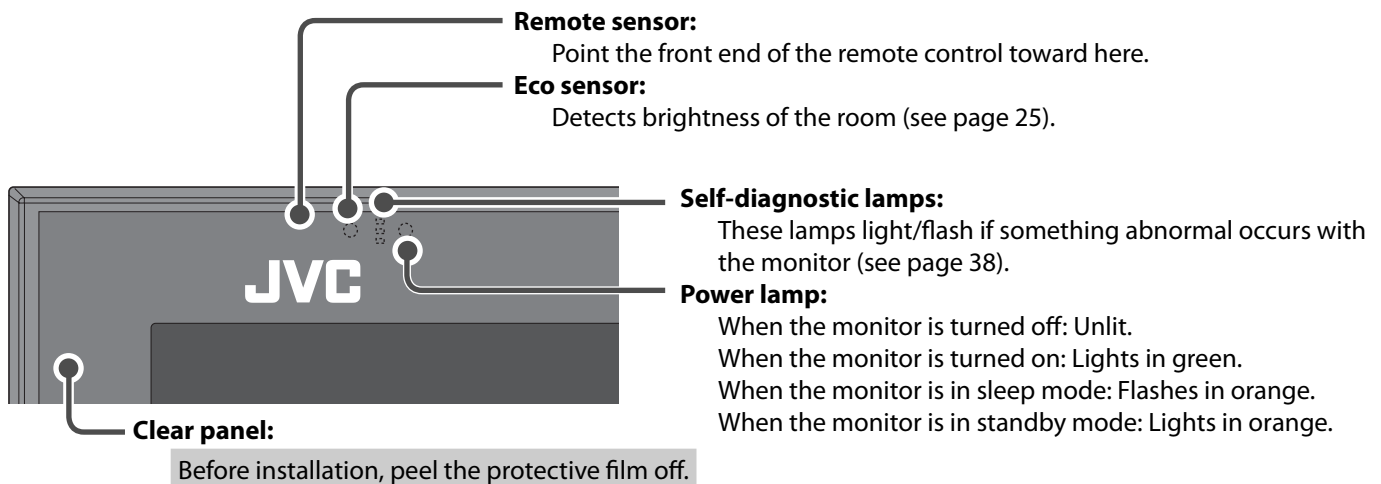 Remote sensor:
Point the front end of the remote control toward here.
Eco sensor:
Detects brightness of the room (see page 25).
Self-diagnostic lamps:
These lamps light/flash if something abnormal occurs with
the monitor (see page 38).
Power lamp:
When the monitor is turned off: Unlit.
When the monitor is turned on: Lights in green.
When the monitor is in sleep mode: Flashes in orange.
When the monitor is in standby mode: Lights in orange.
JVC
Clear panel:
Before installation, peel the protective film off.